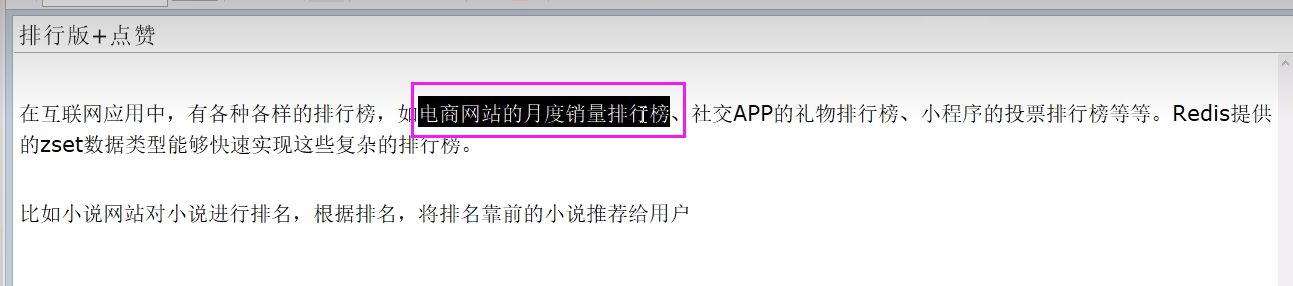 排行版+点赞
在互联网应用中，有各种各样的排行榜，如电商网站的月度销量排行榜、社交APP的礼物排行榜、小程序的投票排行榜等等。Redis提供
的zset数据类型能够快速实现这些复杂的排行榜。
比如小说网站对小说进行排名，根据排名，将排名靠前的小说推荐给用户